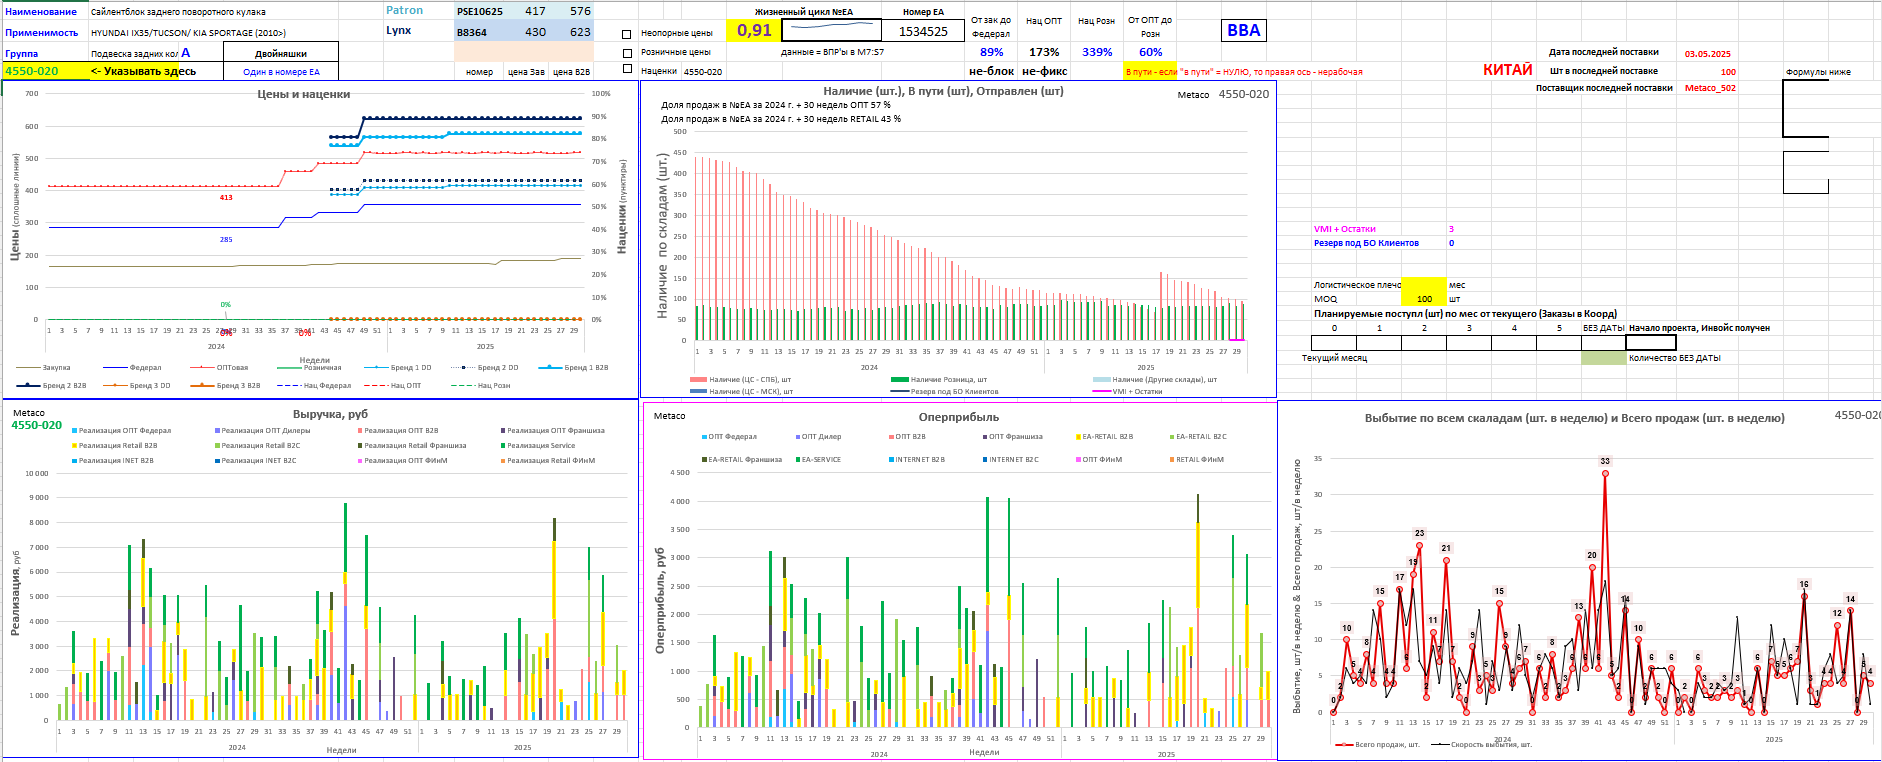 Наименование Сайлентблок заднего поворотного кулака
Применимость HYUNDAI IX35/TUCSON/ KIA SPORTAGE (2010>)
Группа Подвеска задних кол А Двойняшки
4550-020 <- Указывать здесь Один в номере ЕА
Patron PSE10625 417 576
Lynx B8364 430 623
номер цена Зав цена B2B
Жизненный цикл №ЕА Номер ЕА
Неопорные цены 0,91 1534525
Розничные цены данные = ВПР'ы в M7:S7
Наценки 4550-020
От зак до Федерал Нац ОПТ Нац Розн От ОПТ до Розн
89% 173% 339% 60%
не-блок не-фикс
В пути - если "в пути" = НУЛЮ, то правая ось - нерабочая
BBA
КИТАЙ
Дата последней поставки 03.05.2025
Шт в последней поставке 100
Поставщик последней поставки Metaco_502
Формулы ниже
Цены и наценки
Цены (сплошные линии)
Наценки (пунктиры)
700 600 500 400 300 200 100 0
100% 90% 80% 70% 60% 50% 40% 30% 20% 10% 0%
413
285
0%
0%
0%
1 3 5 7 9 11 13 15 17 19 21 23 25 27 29 31 33 35 37 39 41 43 45 47 49 51 1 3 5 7 9 11 13 15 17 19 21 23 25 27 29
2024 2025
Недели
Закупка Федерал ОПТовая Розничная Бренд 1 DD Бренд 2 DD Бренд 1 B2B
Бренд 2 B2B Бренд 3 DD Бренд 3 B2B Нац Федерал Нац ОПТ Нац Розн
Наличие (шт.), В пути (шт), Отправлен (шт)
Metaco 4550-020
Доля продаж в №ЕА за 2024 г. + 30 недель ОПТ 57 %
Доля продаж в №ЕА за 2024 г. + 30 недель RETAIL 43 %
Наличие по складам (шт.)
500 450 400 350 300 250 200 150 100 50 0
1 3 5 7 9 11 13 15 17 19 21 23 25 27 29 31 33 35 37 39 41 43 45 47 49 51 1 3 5 7 9 11 13 15 17 19 21 23 25 27 29
2024 2025
Наличие (ЦС - СПБ), шт Наличие Розница, шт Наличие (Другие склады), шт
Наличие (ЦС - МСК), шт Резерв под БО Клиентов VMI + Остатки
VMI + Остатки 3
Резерв под БО Клиентов 0
Логистическое плечо мес
MOQ 100 шт
Планируемые поступл (шт) по мес от текущего (Заказы в Коорд)
0 1 2 3 4 5 БЕЗ ДАТЫ Начало проекта, Инвойс получен
Текущий месяц Количество БЕЗ ДАТЫ
Metaco
4550-020
Выручка, руб
Реализация ОПТ Федерал Реализация ОПТ Дилеры Реализация ОПТ B2B Реализация ОПТ Франшиза
Реализация Retail B2B Реализация Retail B2C Реализация Retail Франшиза Реализация Service
Реализация INET B2B Реализация INET B2C Реализация ОПТ ФИнМ Реализация Retail ФИнМ
Реализация, руб
10 000 9 000 8 000 7 000 6 000 5 000 4 000 3 000 2 000 1 000 0
1 3 5 7 9 11 13 15 17 19 21 23 25 27 29 31 33 35 37 39 41 43 45 47 49 51 1 3 5 7 9 11 13 15 17 19 21 23 25 27 29
2024 Недели 2025
Metaco
Оперприбыль
ОПТ Федерал ОПТ Дилер ОПТ B2B ОПТ Франшиза EA-RETAIL B2B EA-RETAIL B2C
EA-RETAIL Франшиза EA-SERVICE INTERNET B2B INTERNET B2C ОПТ ФИнМ RETAIL ФИнМ
Оперприбыль, руб
4 500 4 000 3 500 3 000 2 500 2 000 1 500 1 000 500 0
1 3 5 7 9 11 13 15 17 19 21 23 25 27 29 31 33 35 37 39 41 43 45 47 49 51 1 3 5 7 9 11 13 15 17 19 21 23 25 27 29
2024 Недели 2025
Выбытие по всем скаладам (шт. в неделю) и Всего продаж (шт. в неделю)
4550-020
Выбытие, шт/в неделю & Всего продаж, шт/в неделю
35 30 25 20 15 10 5 0
0 2 10 5 4 8 4 15 4 4 17 6 19 23 2 11 7 21 7 2 0 9 3 5 3 15 9 4 6 7 0 6 2 8 2 3 6 13 6 20 6 33 5 2 14 0 10 2 6 2 0 6
0 2 0 6 3 2 2 3 2 3 1 0 6 0 7 5 5 6 7 16 3 1 4 4 12 4 14 0 5 4
1 3 5 7 9 11 13 15 17 19 21 23 25 27 29 31 33 35 37 39 41 43 45 47 49 51 1 3 5 7 9 11 13 15 17 19 21 23 25 27 29
2024 2025
Всего продаж, шт. Скорость выбытия, шт.